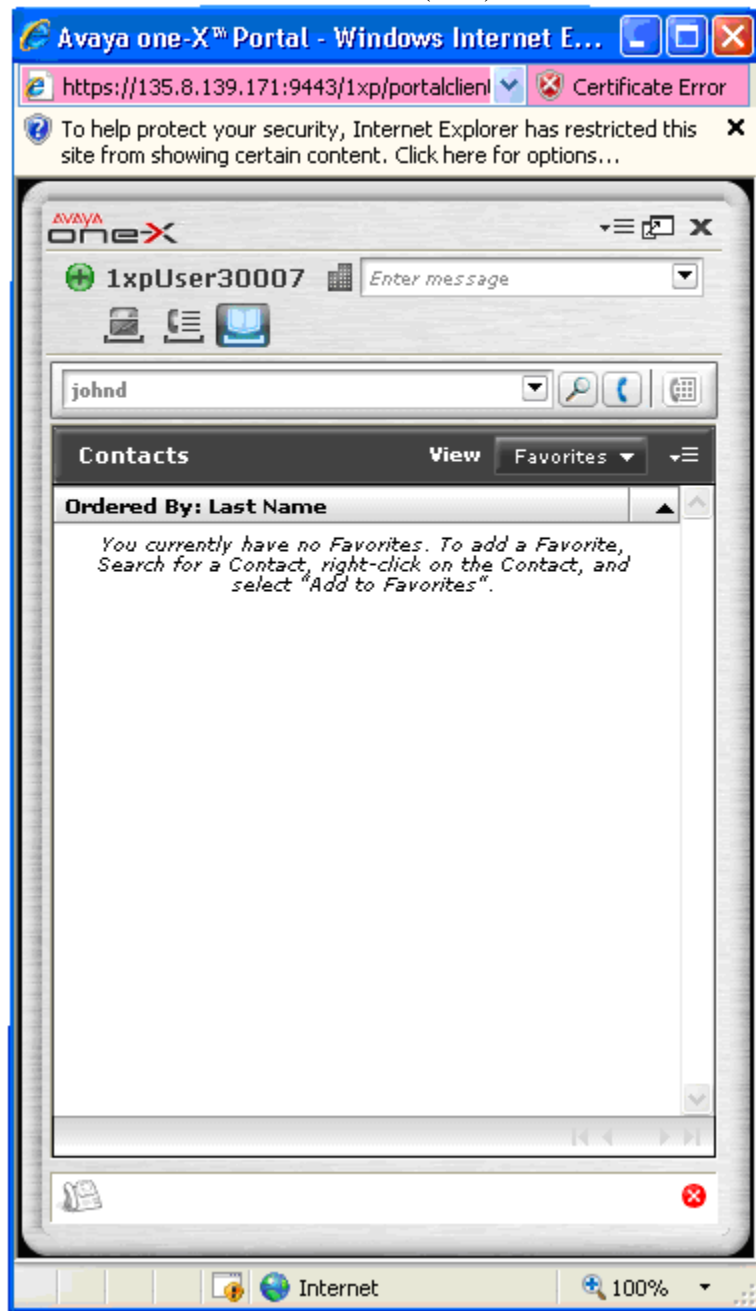 Avaya one-X™ Portal - Windows Internet E...
https://135.8.139.171:9443/1xp/portalclient
Certificate Error
To help protect your security, Internet Explorer has restricted this
site from showing certain content. Click here for options...
AVAYA
one-X
1xpUser30007
Enter message
johnd
Contacts
View
Favorites
Ordered By: Last Name
You currently have no Favorites. To add a Favorite,
Search for a Contact, right-click on the Contact, and
select "Add to Favorites".
Internet
100%